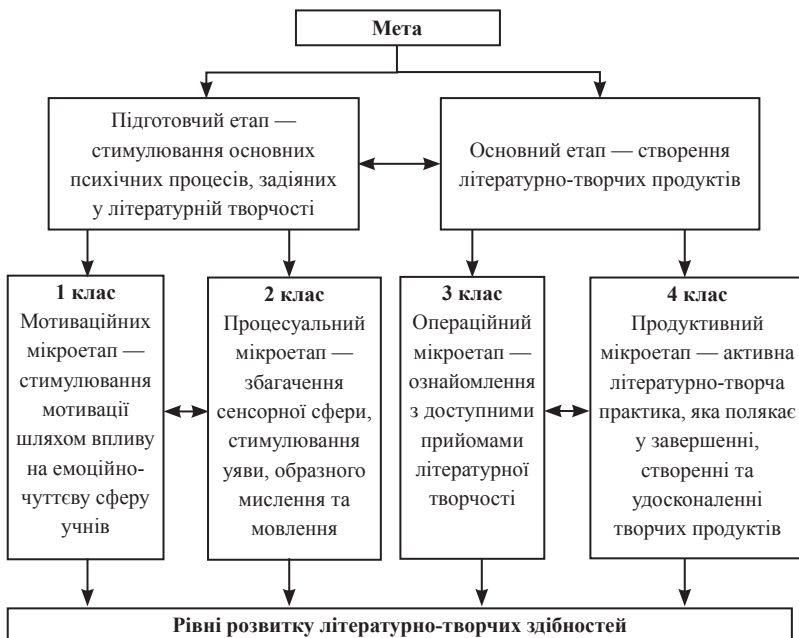 Мета
Підготовчий етап —
стимулювання основних
психічних процесів, задіяних
у літературній творчості
Основний етап — створення
літературно-творчих продуктів
1 клас
Мотиваційних
мікроетап —
стимулювання
мотивації
шляхом впливу
на емоційно-
чуттєву сферу
учнів
2 клас
Процесуальний
мікроетап —
збагачення
сенсорної сфери,
стимулювання
уяви, образного
мислення та
мовлення
3 клас
Операційний
мікроетап —
ознайомлення
з доступними
прийомами
літературної
творчості
4 клас
Продуктивний
мікроетап — активна
літературно-творча
практика, яка полякає
у завершенні,
створенні та
удосконаленні
творчих продуктів
Рівні розвитку літературно-творчих здібностей